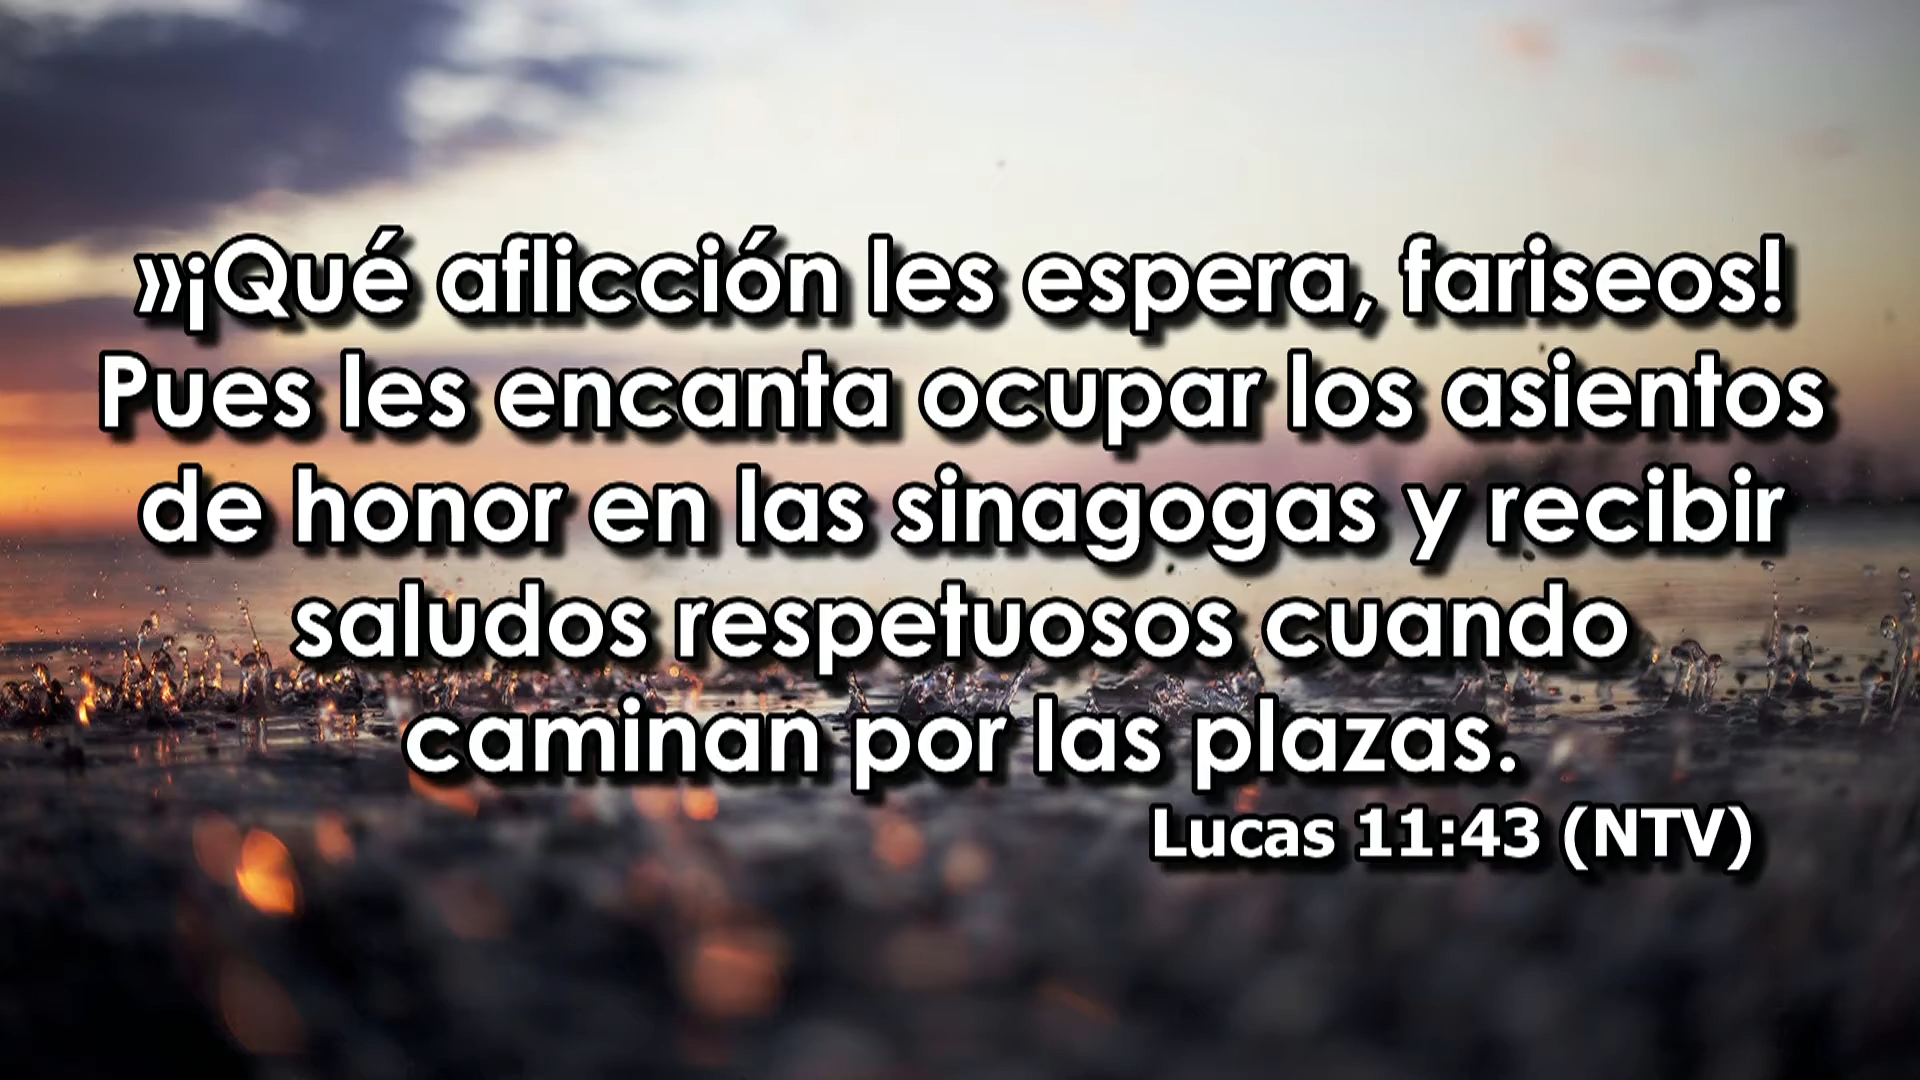 »¡Qué aflicción les espera, fariseos!
Pues les encanta ocupar los asientos
de honor en las sinagogas y recibir
saludos respetuosos cuando
caminan por las plazas.
Lucas 11:43 (NTV)